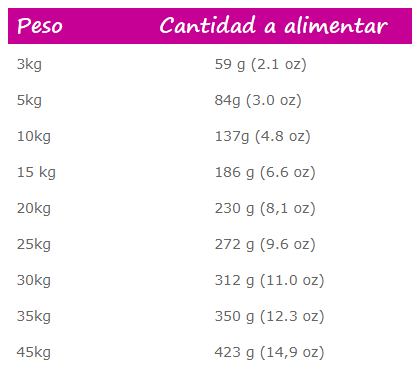 Peso Cantidad a alimentar
3kg 59 g (2.1 oz)
5kg 84g (3.0 oz)
10kg 137g (4.8 oz)
15 kg 186 g (6.6 oz)
20kg 230 g (8,1 oz)
25kg 272 g (9.6 oz)
30kg 312 g (11.0 oz)
35kg 350 g (12.3 oz)
45kg 423 g (14,9 oz)